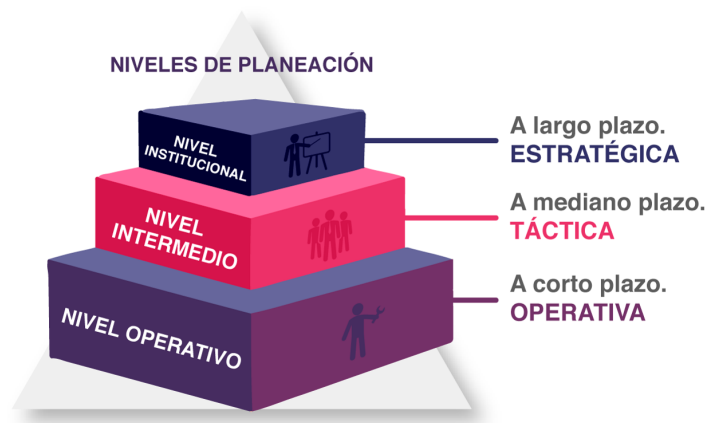 NIVELES DE PLANEACIÓN
NIVEL
INSTITUCIONAL
A largo plazo.
ESTRATÉGICA
NIVEL
INTERMEDIO
A mediano plazo.
TÁCTICA
NIVEL OPERATIVO
A corto plazo.
OPERATIVA